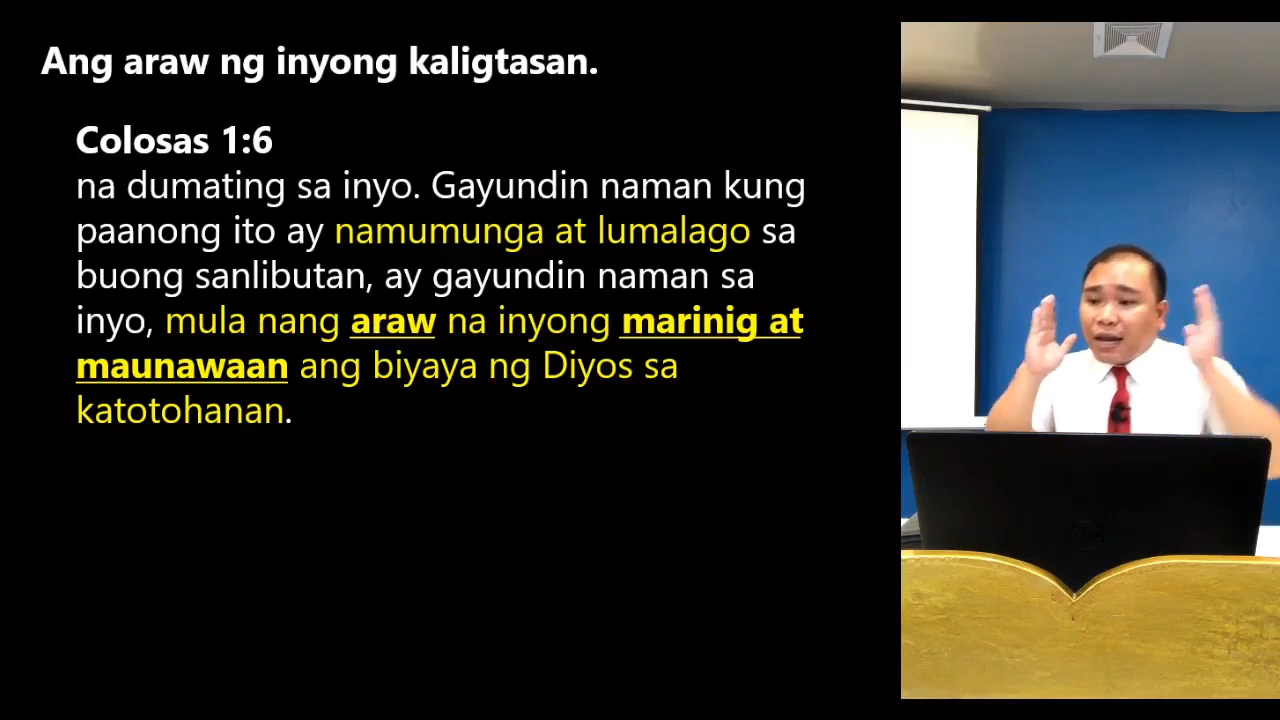 Ang araw ng inyong kaligtasan.
Colosas 1:6
na dumating sa inyo. Gayundin naman kung
paanong ito ay namumunga at lumalago sa
buong sanlibutan, ay gayundin naman sa
inyo, mula nang araw na inyong marinig at
maunawaan ang biyaya ng Diyos sa
katotohanan.